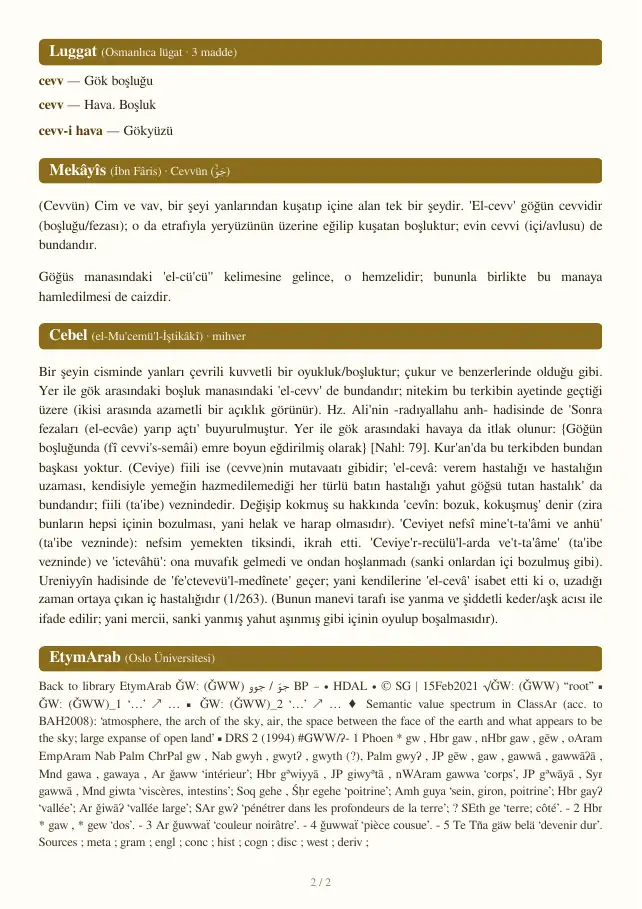 Luggat (Osmanlıca lügat · 3 madde)
cevv — Gök boşluğu
cevv — Hava. Boşluk
cevv-i hava — Gökyüzü
Mekâyîs (İbn Fâris) · Cevvün (جَوٌّ)
(Cevvün) Cim ve vav, bir şeyi yanlarından kuşatıp içine alan tek bir şeydir. 'El-cevv' göğün cevvidir
(boşluğu/fezası); o da etrafıyla yeryüzünün üzerine eğilip kuşatan boşluktur; evin cevvi (içi/avlusu) de
bundandır.
Göğüs manasındaki 'el-cü'cü'' kelimesine gelince, o hemzelidir; bununla birlikte bu manaya
hamledilmesi de caizdir.
Cebel (el-Mu'cemü'l-İştikâkî) · mihver
Bir şeyin cisminde yanları çevrili kuvvetli bir oyukluk/boşluktur; çukur ve benzerlerinde olduğu gibi.
Yer ile gök arasındaki boşluk manasındaki 'el-cevv' de bundandır; nitekim bu terkibin ayetinde geçtiği
üzere (ikisi arasında azametli bir açıklık görünür). Hz. Ali'nin -radıyallahu anh- hadisinde de 'Sonra
fezaları (el-ecvâe) yarıp açtı' buyurulmuştur. Yer ile gök arasındaki havaya da itlak olunur: {Göğün
boşluğunda (fî cevvi's-semâi) emre boyun eğdirilmiş olarak} [Nahl: 79]. Kur'an'da bu terkibden bundan
başkası yoktur. (Ceviye) fiili ise (cevve)nin mutavaatı gibidir; 'el-cevâ: verem hastalığı ve hastalığın
uzaması, kendisiyle yemeğin hazmedilemediği her türlü batın hastalığı yahut göğsü tutan hastalık' da
bundandır; fiili (ta'ibe) veznindedir. Değişip kokmuş su hakkında 'cevîn: bozuk, kokuşmuş' denir (zira
bunların hepsi içinin bozulması, yani helak ve harap olmasıdır). 'Ceviyet nefsî mine't-ta'âmi ve anhü'
(ta'ibe vezninde): nefsim yemekten tiksindi, ikrah etti. 'Ceviye'r-recülü'l-arda ve't-ta'âme' (ta'ibe
vezninde) ve 'ictevâhü': ona muvafık gelmedi ve ondan hoşlanmadı (sanki onlardan içi bozulmuş gibi).
Ureniyyîn hadisinde de 'fe'ctevevü'l-medînete' geçer; yani kendilerine 'el-cevâ' isabet etti ki o, uzadığı
zaman ortaya çıkan iç hastalığıdır (1/263). (Bunun manevi tarafı ise yanma ve şiddetli keder/aşk acısı ile
ifade edilir; yani mercii, sanki yanmış yahut aşınmış gibi içinin oyulup boşalmasıdır).
EtymArab (Oslo Üniversitesi)
Back to library EtymArab ǦW: (ǦWW) جوّ / جوو BP – • HDAL • © SG | 15Feb2021 √ǦW: (ǦWW) “root” ▪
ǦW: (ǦWW)_1 ‘…’ ↗ … ▪ ǦW: (ǦWW)_2 ‘…’ ↗ … ♦ Semantic value spectrum in ClassAr (acc. to
BAH2008): ‘atmosphere, the arch of the sky, air, the space between the face of the earth and what appears to be
the sky; large expanse of open land’ ▪ DRS 2 (1994) #GWW/ʔ- 1 Phoen * gw , Hbr gaw , nHbr gaw , gēw , oAram
EmpAram Nab Palm ChrPal gw , Nab gwyh , gwytʔ , gwyth (?), Palm gwyʔ , JP gēw , gaw , gawwā , gawwāʔā ,
Mnd gawa , gawaya , Ar ǧaww ‘intérieur’; Hbr gᵊwiyyā , JP giwyᵊtā , nWAram gawwa ‘corps’, JP gᵊwāyā , Syr
gawwā , Mnd giwta ‘viscères, intestins’; Soq gehe , Śḥr egehe ‘poitrine’; Amh guya ‘sein, giron, poitrine’; Hbr gayʔ
‘vallée’; Ar ǧiwāʔ ‘vallée large’; SAr gwʔ ‘pénétrer dans les profondeurs de la terre’; ? SEth ge ‘terre; côté’. - 2 Hbr
* gaw , * gew ‘dos’. - 3 Ar ǧuwwaẗ ‘couleur noirâtre’. - 4 ǧuwwaẗ ‘pièce cousue’. - 5 Te Tña gäw belä ‘devenir dur’.
Sources ; meta ; gram ; engl ; conc ; hist ; cogn ; disc ; west ; deriv ;
2 / 2